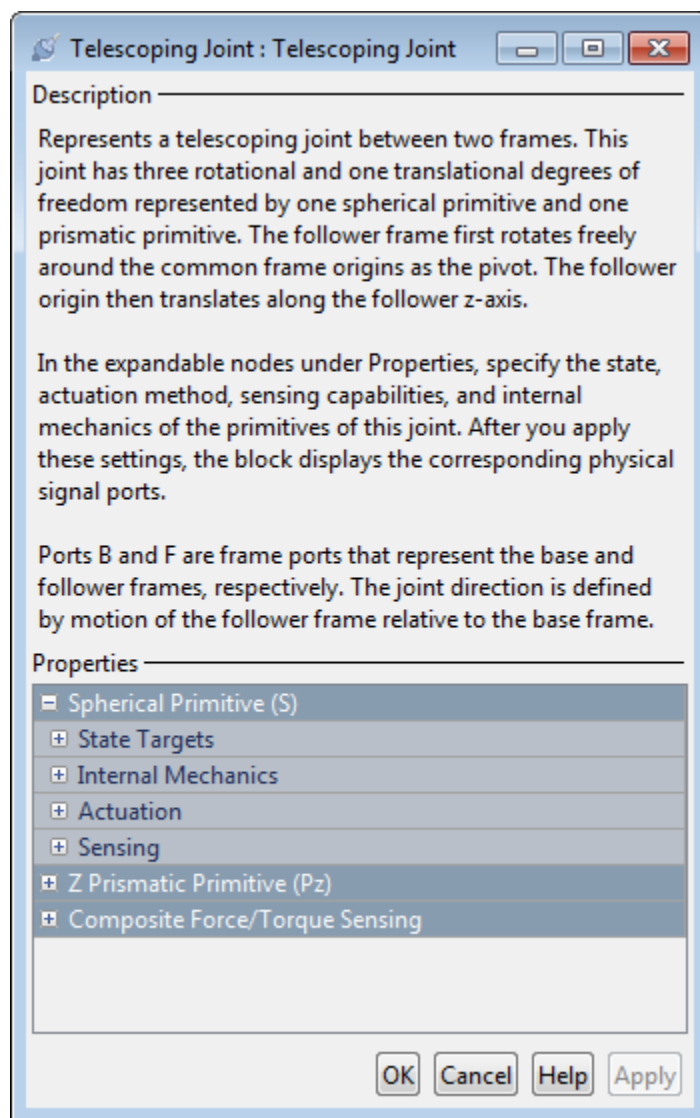 Telescoping Joint : Telescoping Joint
Description
Represents a telescoping joint between two frames. This
joint has three rotational and one translational degrees of
freedom represented by one spherical primitive and one
prismatic primitive. The follower frame first rotates freely
around the common frame origins as the pivot. The follower
origin then translates along the follower z-axis.
In the expandable nodes under Properties, specify the state,
actuation method, sensing capabilities, and internal
mechanics of the primitives of this joint. After you apply
these settings, the block displays the corresponding physical
signal ports.
Ports B and F are frame ports that represent the base and
follower frames, respectively. The joint direction is defined
by motion of the follower frame relative to the base frame.
Properties
Spherical Primitive (S)
State Targets
Internal Mechanics
Actuation
Sensing
Z Prismatic Primitive (Pz)
Composite Force/Torque Sensing
OK Cancel Help Apply